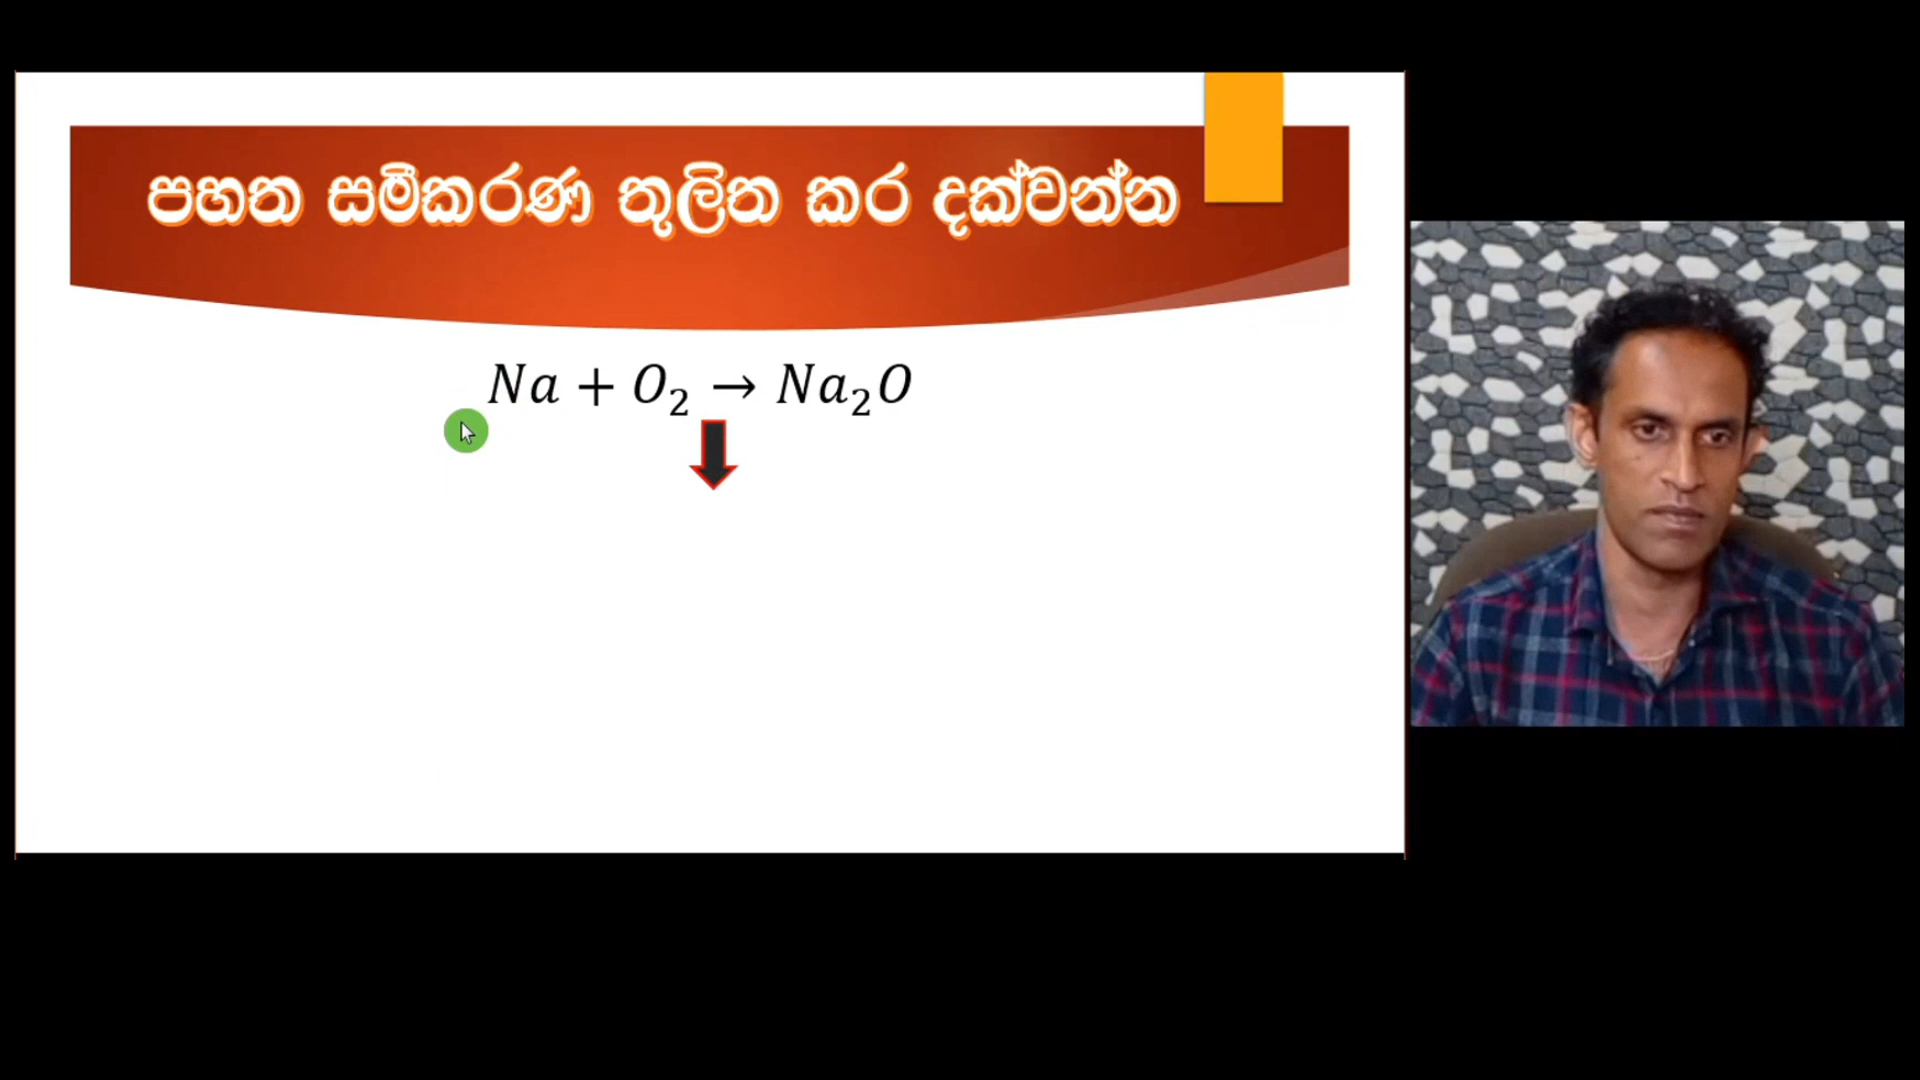 පහත සමීකරණ තුලිත කර දක්වන්න
Na + O₂ → Na₂O